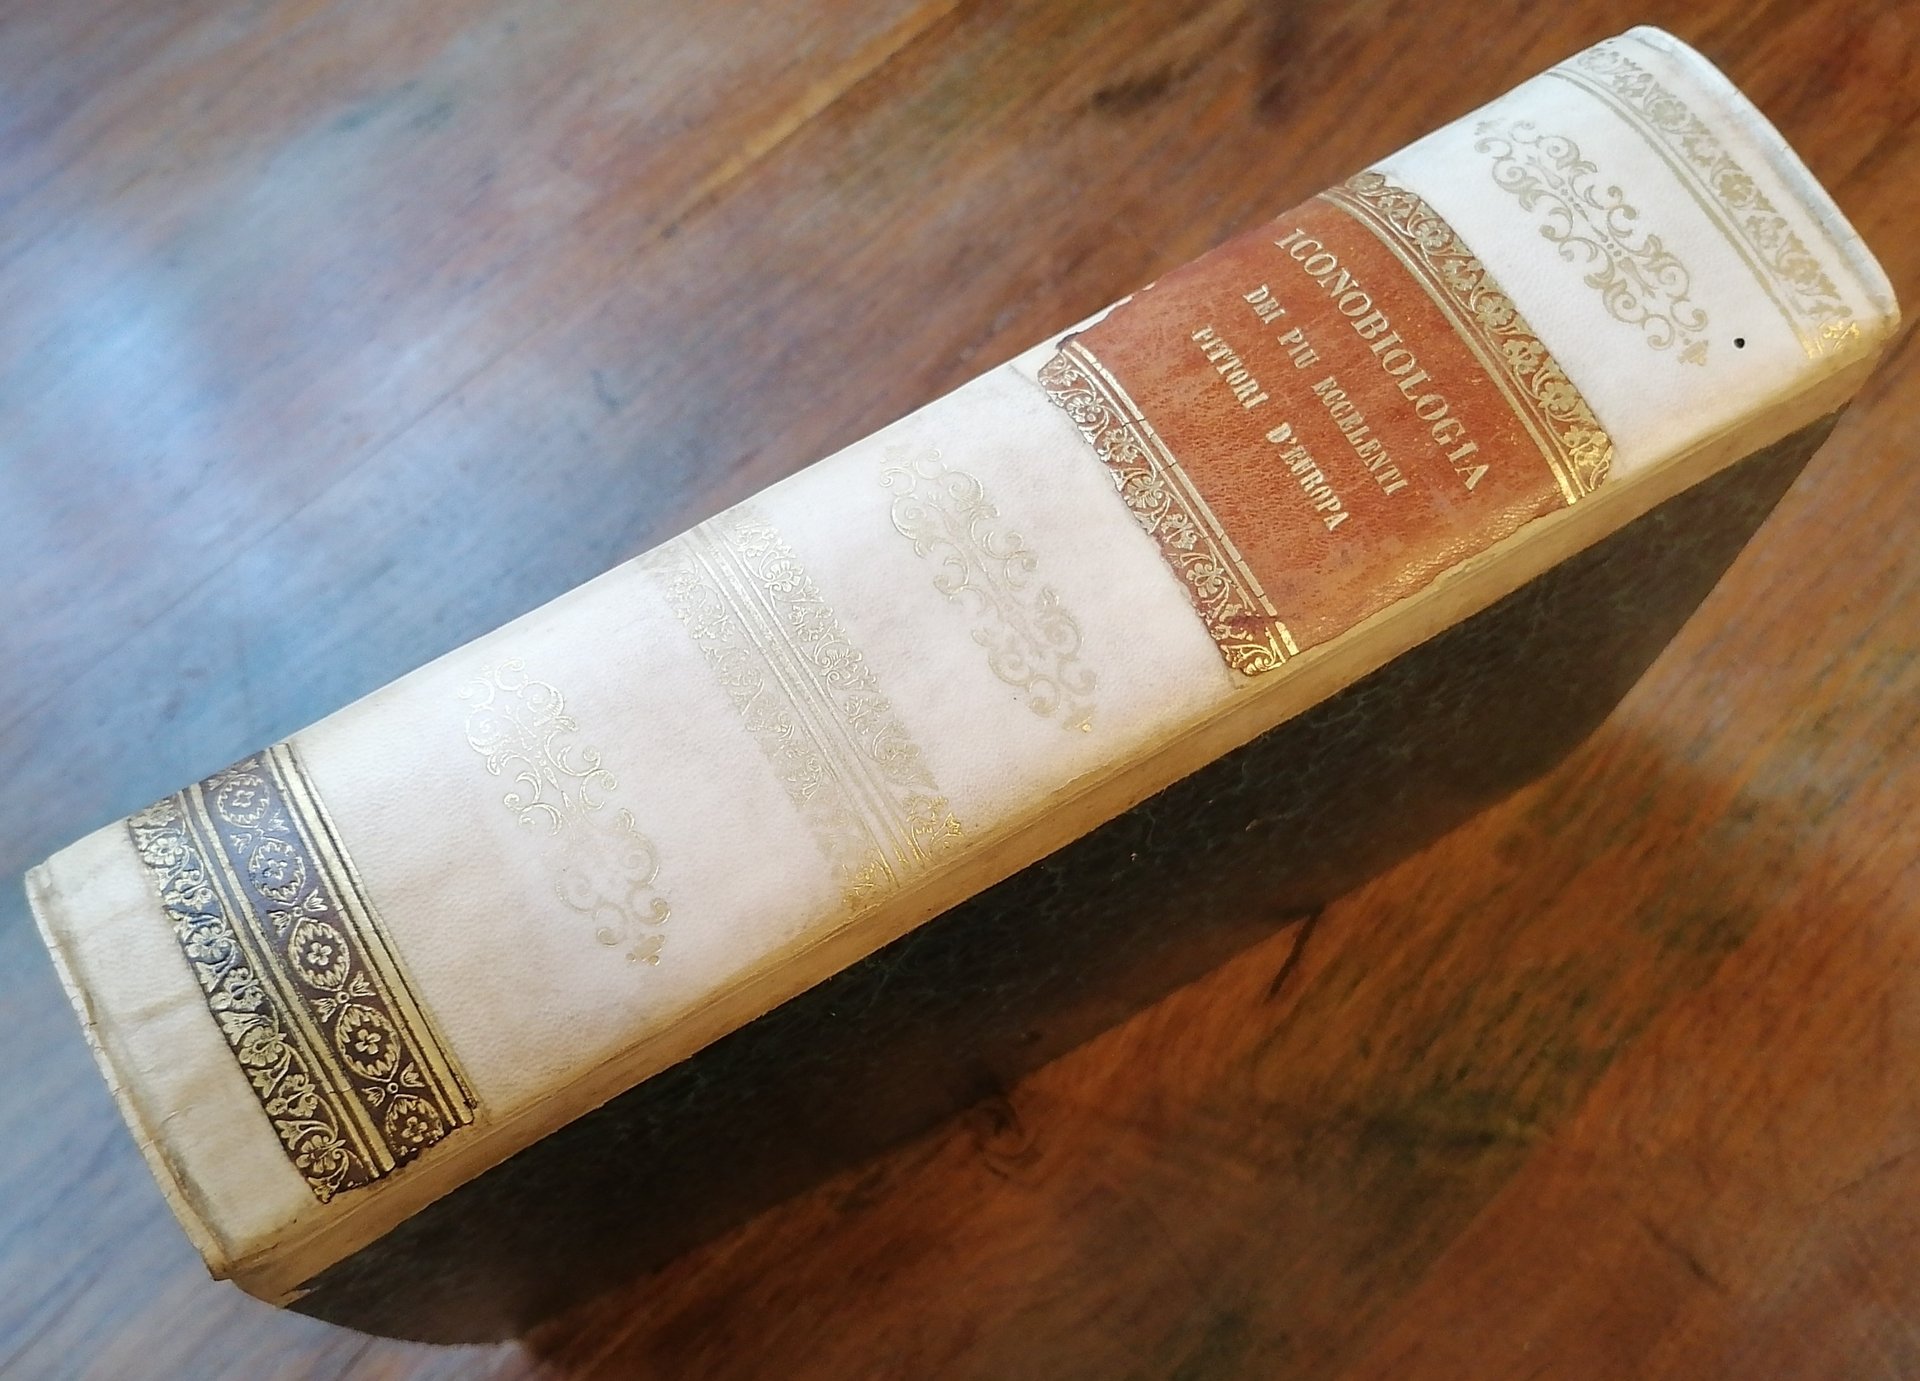 ICONOBIOLOGIA
DEI PIU ECCELENTI
PITTORI D'EUROPA